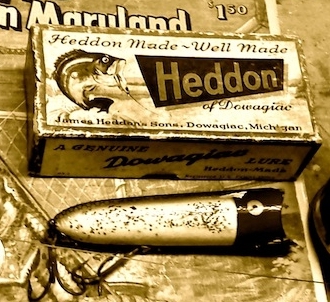 n Maryland
$1.50
Heddon Made ~ Well Made
Heddon
of Dowagiac
James Heddon's Sons, Dowagiac, Michigan
A GENUINE Dowagiac LURE
Heddon-Made